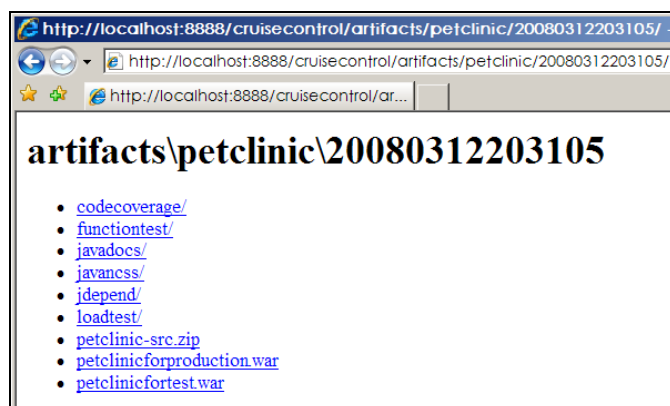 http://localhost:8888/cruisecontrol/artifacts/petclinic/20080312203105/ -
http://localhost:8888/cruisecontrol/artifacts/petclinic/20080312203105/
http://localhost:8888/cruisecontrol/ar...
artifacts\petclinic\20080312203105
codecoverage/
functiontest/
javadocs/
javancss/
jdepend/
loadtest/
petclinic-src.zip
petclinicforproduction.war
petclinicfortest.war